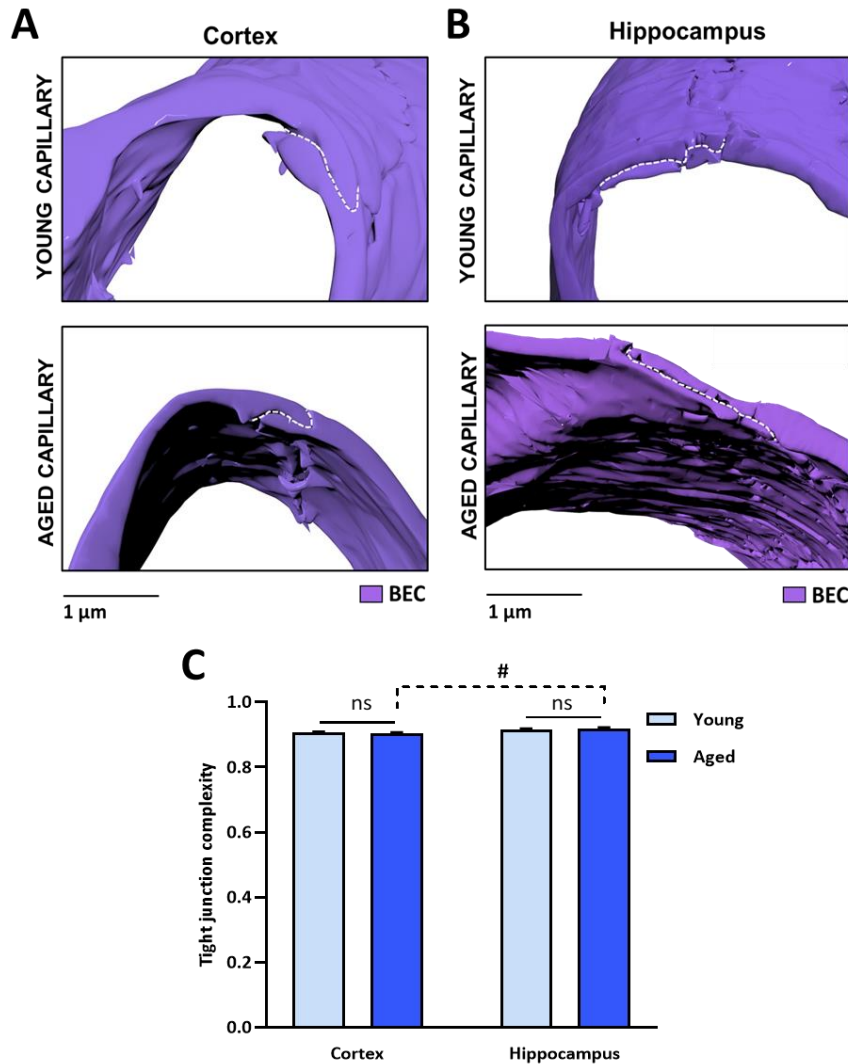 A
Cortex
YOUNG CAPILLARY
AGED CAPILLARY
1 µm
BEC
B
Hippocampus
YOUNG CAPILLARY
AGED CAPILLARY
1 µm
BEC
C
#
ns
ns
Young
Aged
Tight junction complexity
1.0
0.8
0.6
0.4
0.2
0.0
Cortex
Hippocampus